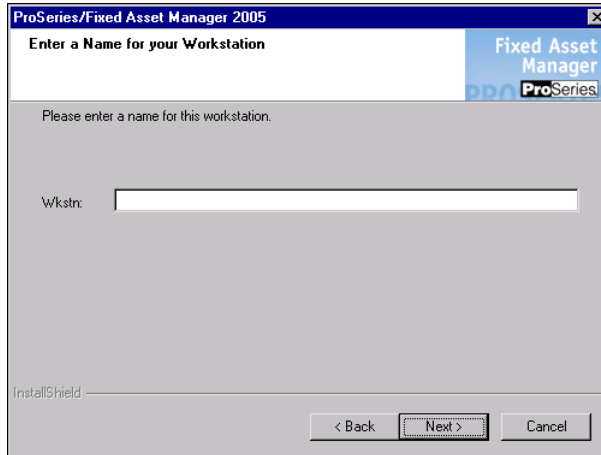 ProSeries/Fixed Asset Manager 2005
Enter a Name for your Workstation
Fixed Asset
Manager
ProSeries
Please enter a name for this workstation.
Wkstn:
InstallShield
< Back
Next >
Cancel